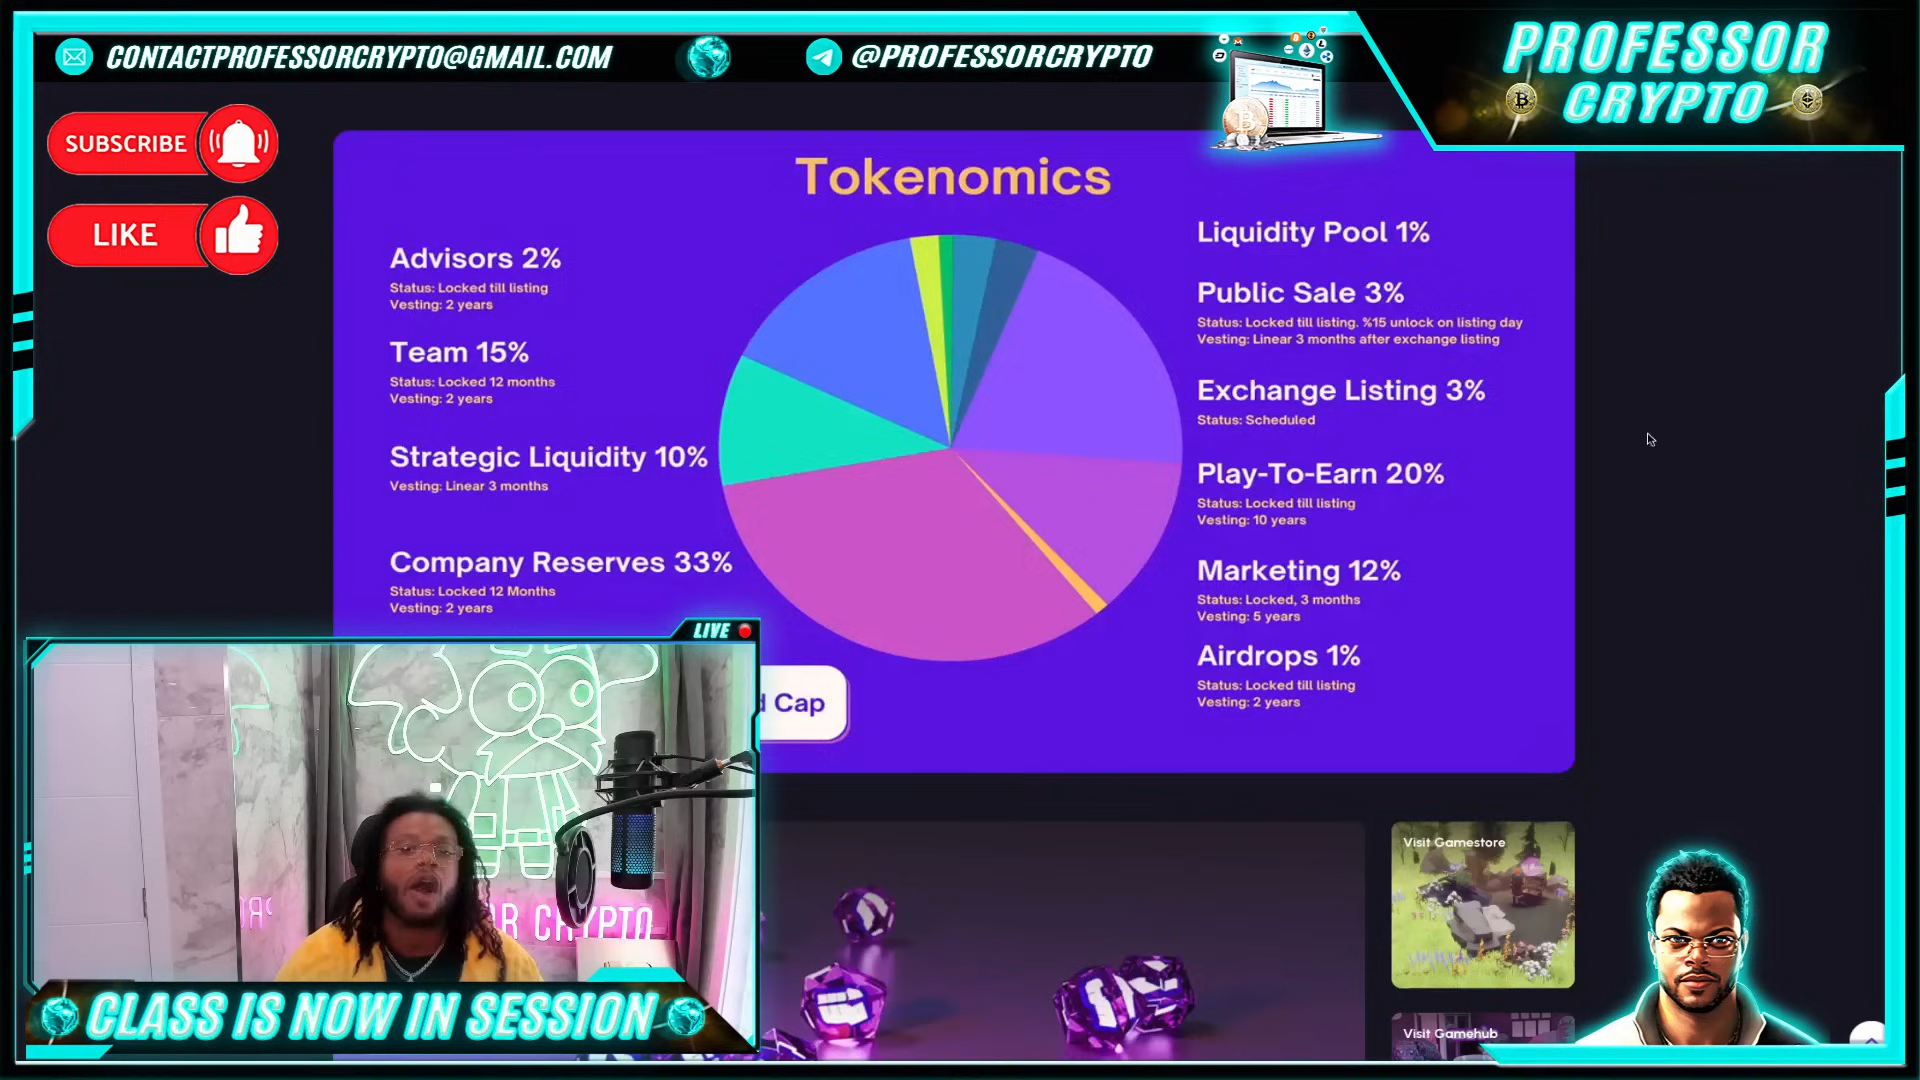 CONTACTPROFESSORCRYPTO@GMAIL.COM
@PROFESSORCRYPTO
PROFESSOR
CRYPTO
SUBSCRIBE
LIKE
Tokenomics
Advisors 2%
Status: Locked till listing
Vesting: 2 years
Team 15%
Status: Locked 12 months
Vesting: 2 years
Strategic Liquidity 10%
Vesting: Linear 3 months
Company Reserves 33%
Status: Locked 12 Months
Vesting: 2 years
Liquidity Pool 1%
Public Sale 3%
Status: Locked till listing. %15 unlock on listing day
Vesting: Linear 3 months after exchange listing
Exchange Listing 3%
Status: Scheduled
Play-To-Earn 20%
Status: Locked till listing
Vesting: 10 years
Marketing 12%
Status: Locked, 3 months
Vesting: 5 years
Airdrops 1%
Status: Locked till listing
Vesting: 2 years
d Cap
LIVE
R CRYPTO
CLASS IS NOW IN SESSION
Visit Gamestore
Visit Gamehub